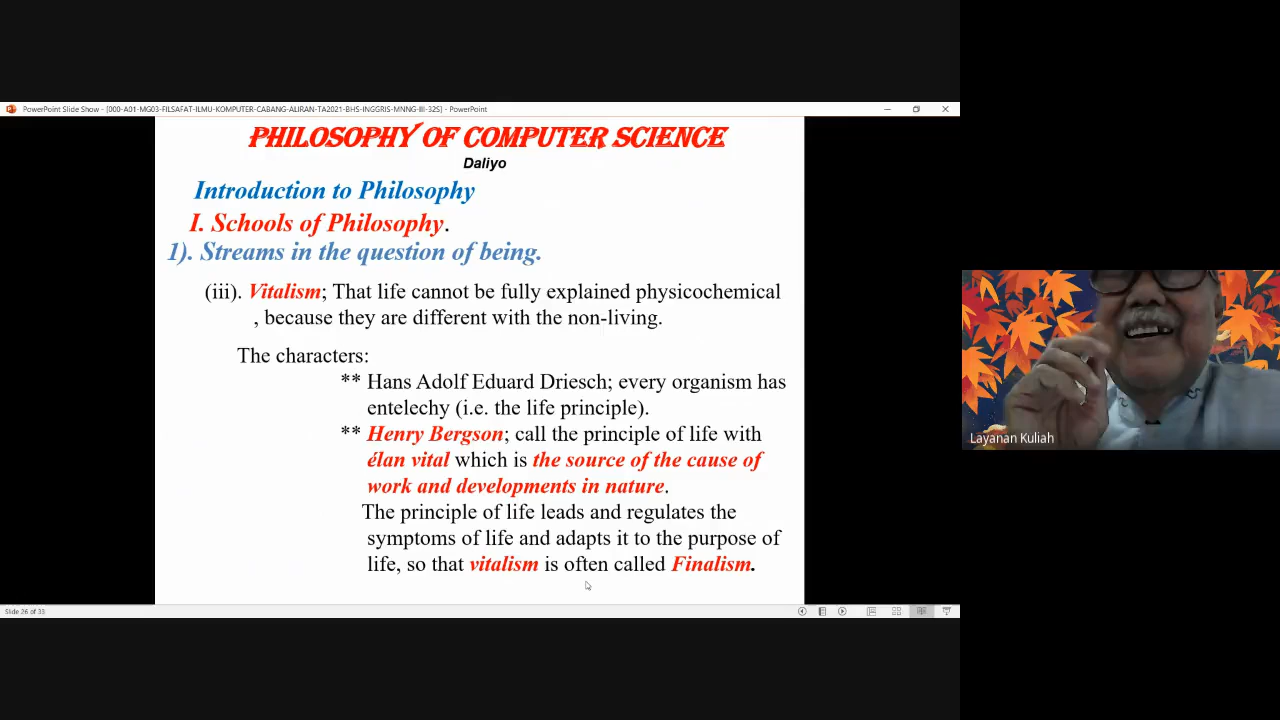 PowerPoint Slide Show - [000-A01-MG03-FILSAFAT-ILMU-KOMPUTER-CABANG-ALIRAN-TA2021-BHS-INGGRIS-MNNG-III-32S] - PowerPoint
PHILOSOPHY OF COMPUTER SCIENCE
Daliyo
Introduction to Philosophy
I. Schools of Philosophy.
1). Streams in the question of being.
(iii). Vitalism; That life cannot be fully explained physicochemical
, because they are different with the non-living.
The characters:
** Hans Adolf Eduard Driesch; every organism has
entelechy (i.e. the life principle).
** Henry Bergson; call the principle of life with
élan vital which is the source of the cause of
work and developments in nature.
The principle of life leads and regulates the
symptoms of life and adapts it to the purpose of
life, so that vitalism is often called Finalism.
Slide 26 of 33
Layanan Kuliah